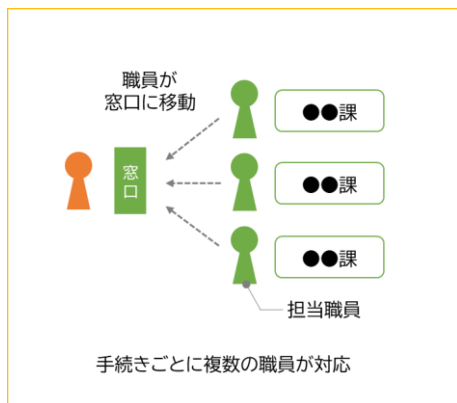 職員が
窓口に移動
窓口
●●課
●●課
●●課
担当職員
手続きごとに複数の職員が対応